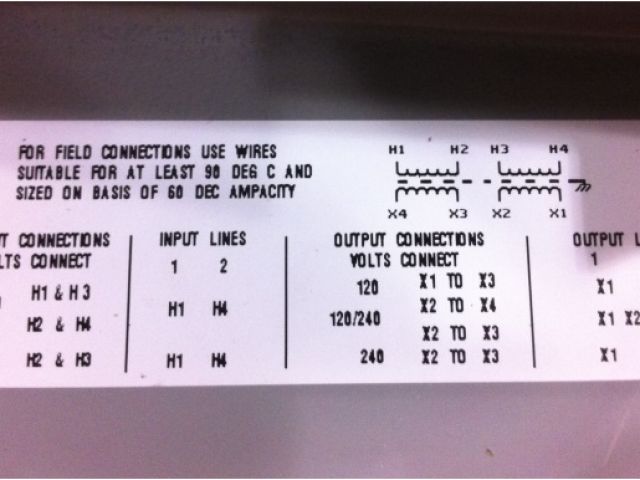 FOR FIELD CONNECTIONS USE WIRES
SUITABLE FOR AT LEAST 90 DEG C AND
SIZED ON BASIS OF 60 DEC AMPACITY
H1 H2 H3 H4
X4 X3 X2 X1
T CONNECTIONS INPUT LINES OUTPUT CONNECTIONS OUTPUT L
LTS CONNECT 1 2 VOLTS CONNECT 1
H1 & H3 120 X1 TO X3 X1
H2 & H4 H1 H4 120/240 X2 TO X4 X1 X2
X2 TO X3
H2 & H3 H1 H4 240 X2 TO X3 X1